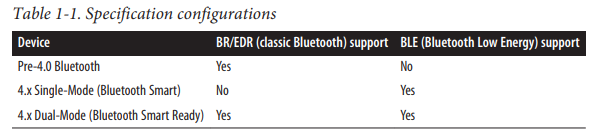 Table 1-1. Specification configurations
Device BR/EDR (classic Bluetooth) support BLE (Bluetooth Low Energy) support
Pre-4.0 Bluetooth Yes No
4.x Single-Mode (Bluetooth Smart) No Yes
4.x Dual-Mode (Bluetooth Smart Ready) Yes Yes